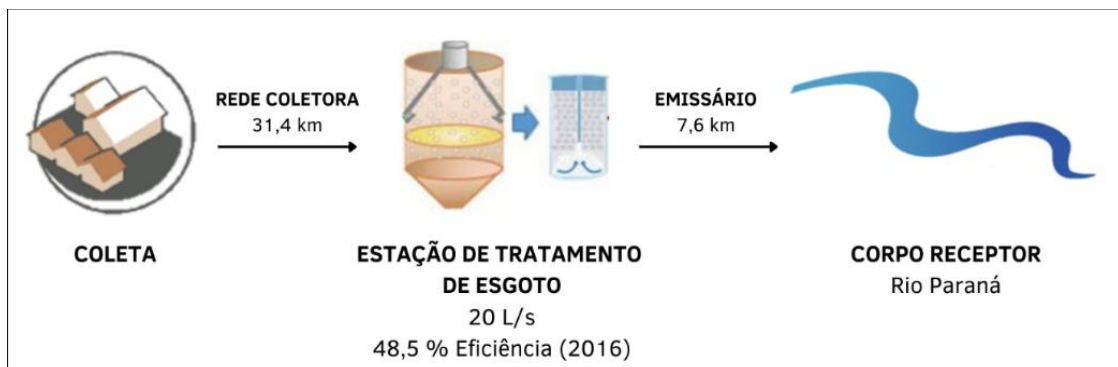 REDE COLETORA
31,4 km
EMISSÁRIO
7,6 km
COLETA
ESTAÇÃO DE TRATAMENTO
DE ESGOTO
20 L/s
48,5 % Eficiência (2016)
CORPO RECEPTOR
Rio Paraná